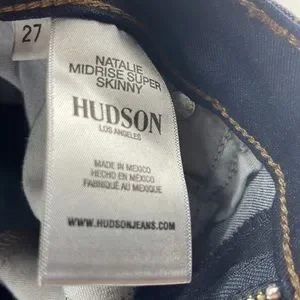 27
NATALIE
MIDRISE SUPER
SKINNY
HUDSON
LOS ANGELES
MADE IN MEXICO
HECHO EN MÉXICO
FABRIQUÉ AU MEXIQUE
WWW.HUDSONJEANS.COM